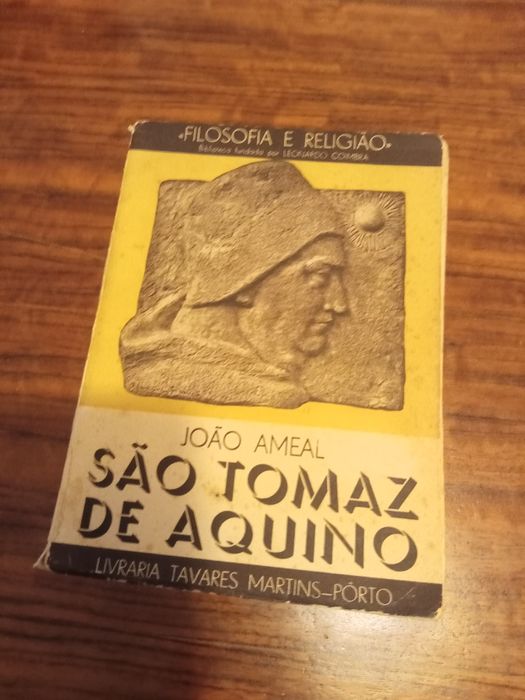 «FILOSOFIA E RELIGIÃO»
Biblioteca fundada por LEONARDO COIMBRA
JOÃO AMEAL
SÃO TOMAZ
DE AQUINO
LIVRARIA TAVARES MARTINS–PÔRTO